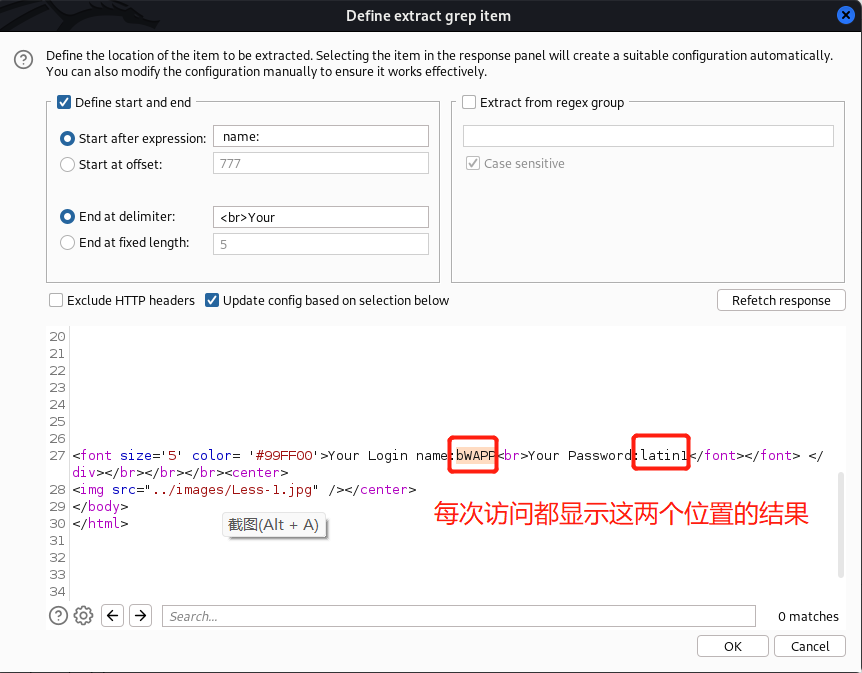 Define extract grep item
Define the location of the item to be extracted. Selecting the item in the response panel will create a suitable configuration automatically.
You can also modify the configuration manually to ensure it works effectively.
Define start and end
Start after expression:
name:
Start at offset:
777
End at delimiter:
<br>Your
End at fixed length:
5
Extract from regex group
Case sensitive
Exclude HTTP headers
Update config based on selection below
Refetch response
20
21
22
23
24
25
26
27 <font size='5' color= '#99FF00'>Your Login name:bWAPP<br>Your Password:latin1</font></font> </
div></br></br></br><center>
28 <img src="../images/Less-1.jpg" /></center>
29 </body>
30 </html>
31
32
33
34
每次访问都显示这两个位置的结果
截图(Alt + A)
Search...
0 matches
OK
Cancel